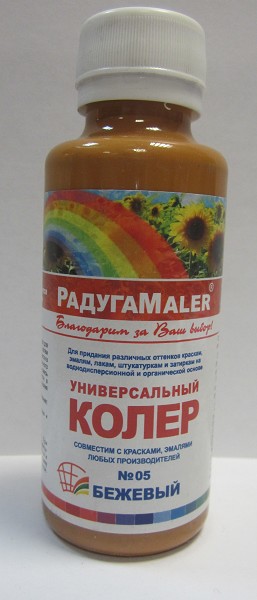 РАДУГАMALER®
Благодарим за Ваш выбор!
Для придания различных оттенков краскам,
эмалям, лакам, штукатуркам и затиркам на
воднодисперсионной и органической основе
УНИВЕРСАЛЬНЫЙ
КОЛЕР
СОВМЕСТИМ С КРАСКАМИ, ЭМАЛЯМИ
ЛЮБЫХ ПРОИЗВОДИТЕЛЕЙ
№05
БЕЖЕВЫЙ